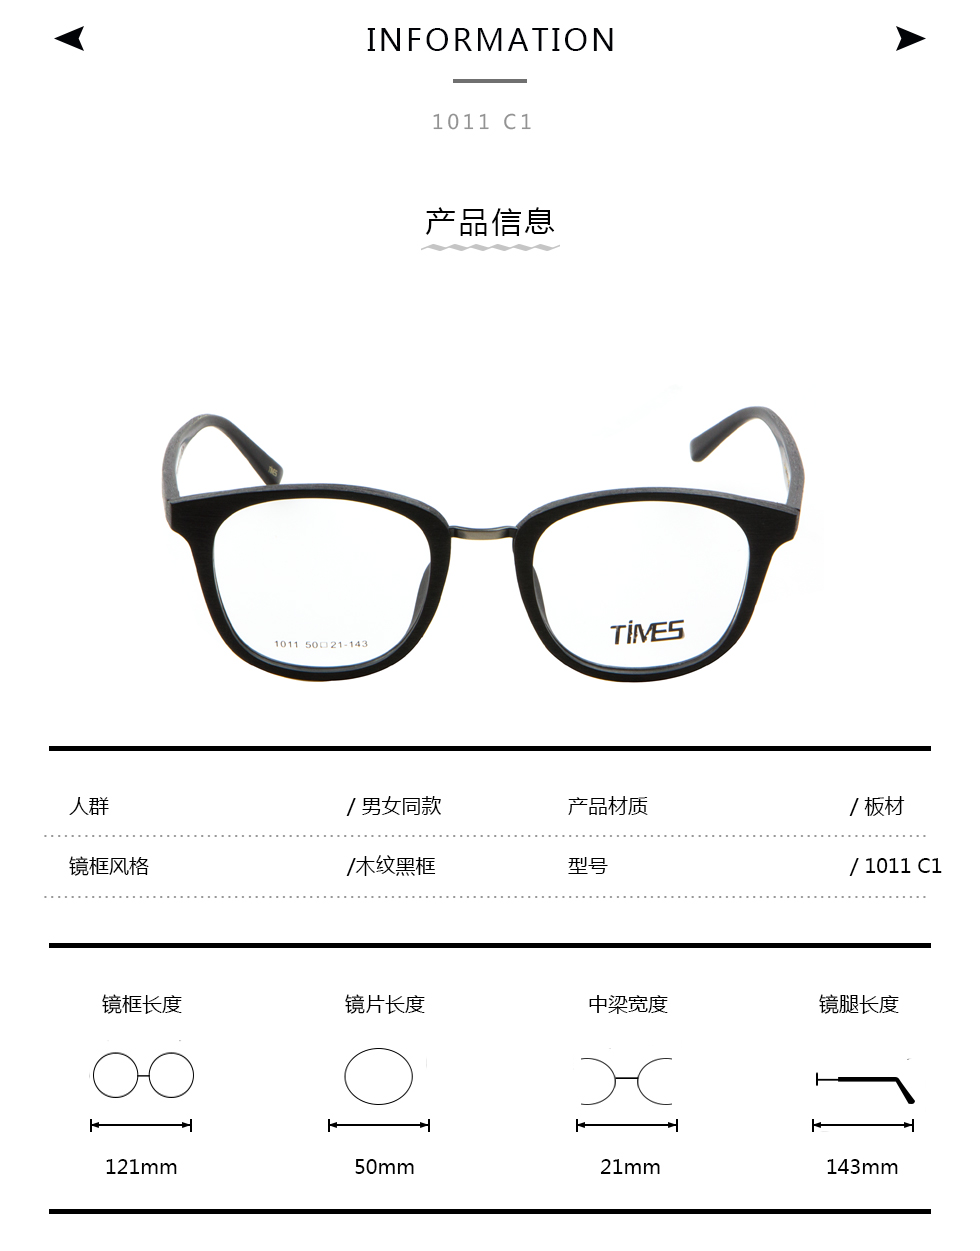 INFORMATION
1011 C1
产品信息
1011 50□21-143
TiMES
人群 / 男女同款 产品材质 / 板材
镜框风格 /木纹黑框 型号 / 1011 C1
镜框长度 镜片长度 中梁宽度 镜腿长度
121mm 50mm 21mm 143mm